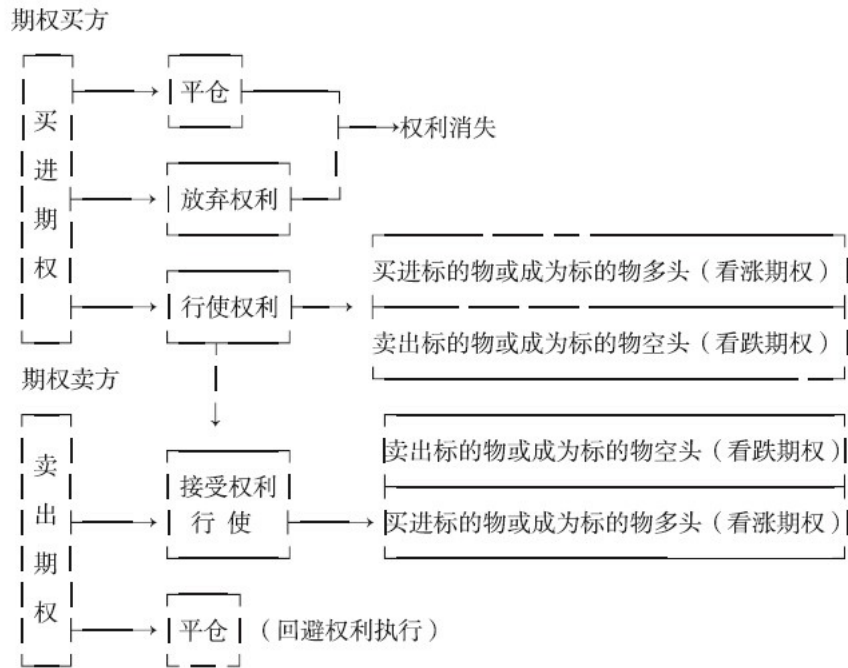 期权买方
买进期权
平仓
权利消失
放弃权利
行使权利
买进标的物或成为标的物多头（看涨期权）
卖出标的物或成为标的物空头（看跌期权）
期权卖方
卖出期权
接受权利
行 使
卖出标的物或成为标的物空头（看跌期权）
买进标的物或成为标的物多头（看涨期权）
平仓
（回避权利执行）